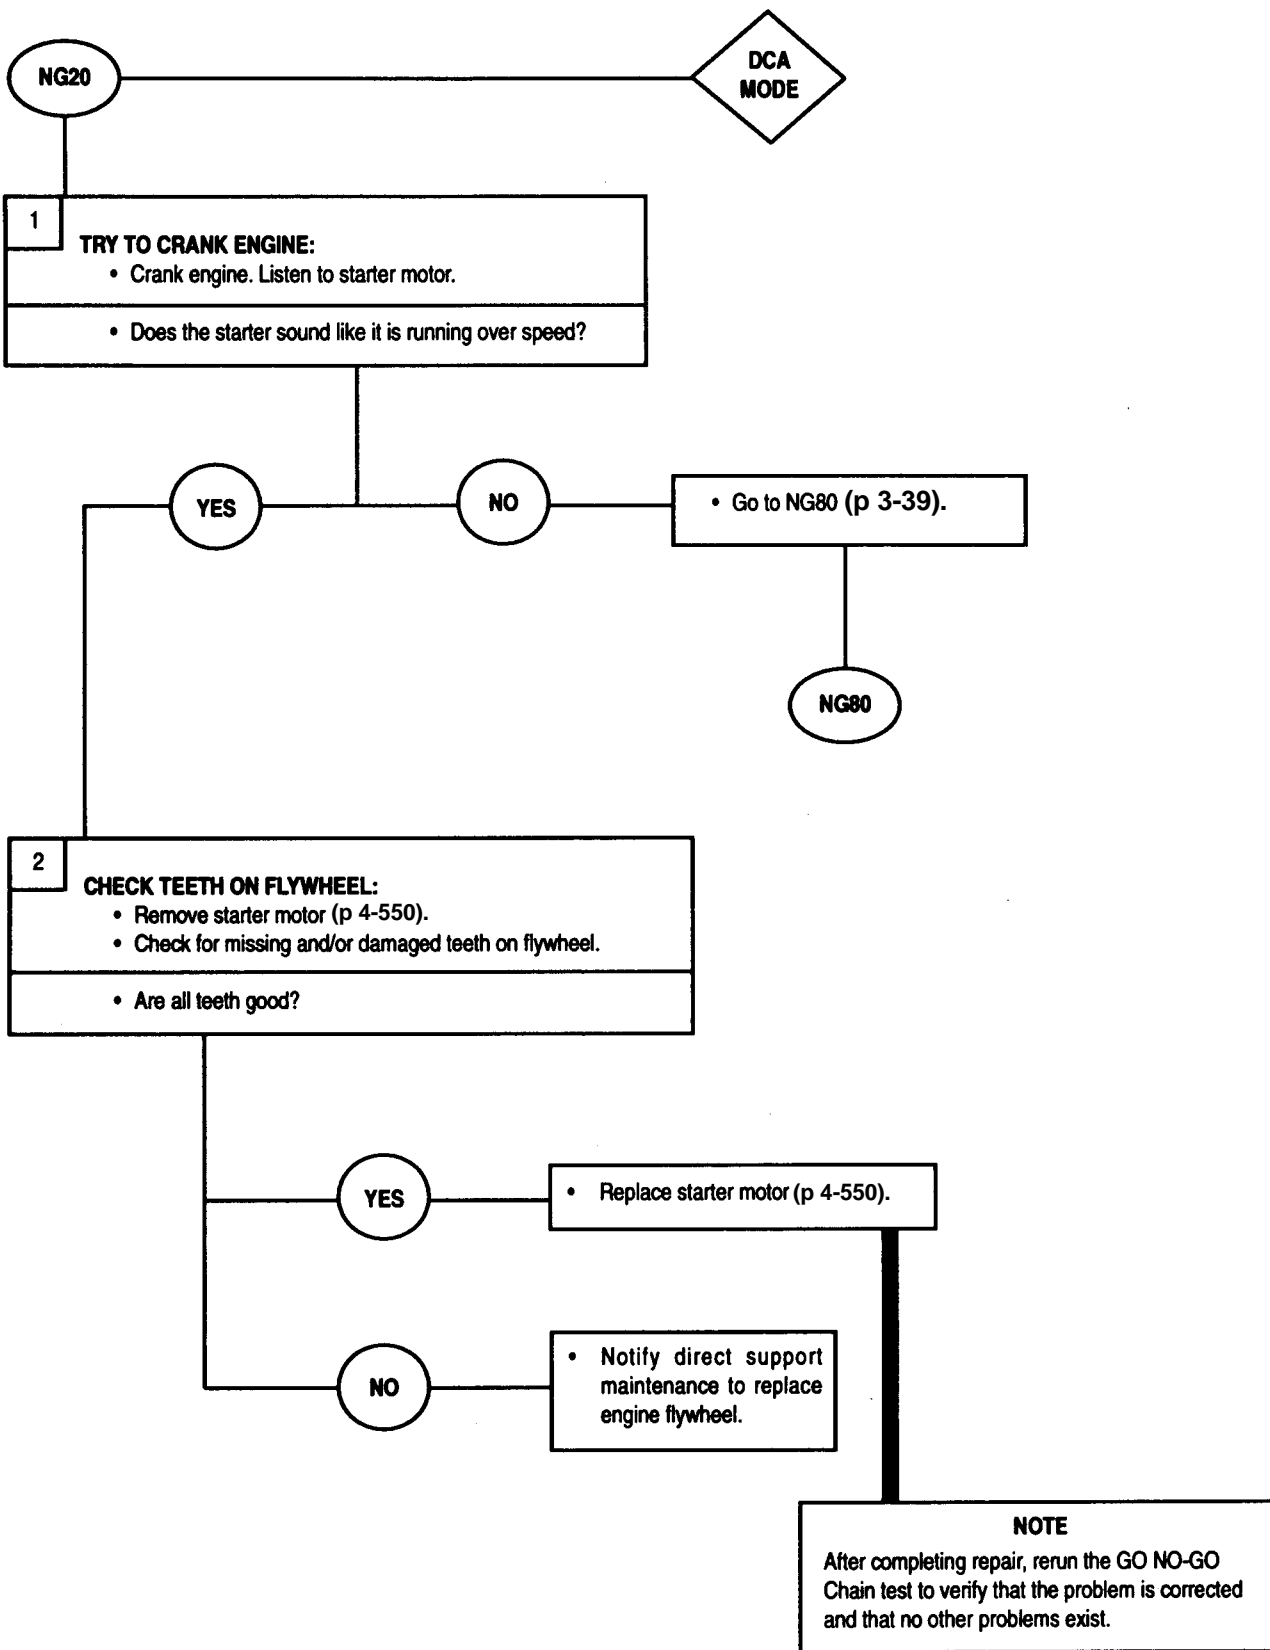 NG20
DCA
MODE
1
TRY TO CRANK ENGINE:
• Crank engine. Listen to starter motor.
• Does the starter sound like it is running over speed?
YES
NO
• Go to NG80 (p 3-39).
NG80
2
CHECK TEETH ON FLYWHEEL:
• Remove starter motor (p 4-550).
• Check for missing and/or damaged teeth on flywheel.
• Are all teeth good?
YES
• Replace starter motor (p 4-550).
NO
• Notify direct support
maintenance to replace
engine flywheel.
NOTE
After completing repair, rerun the GO NO-GO
Chain test to verify that the problem is corrected
and that no other problems exist.